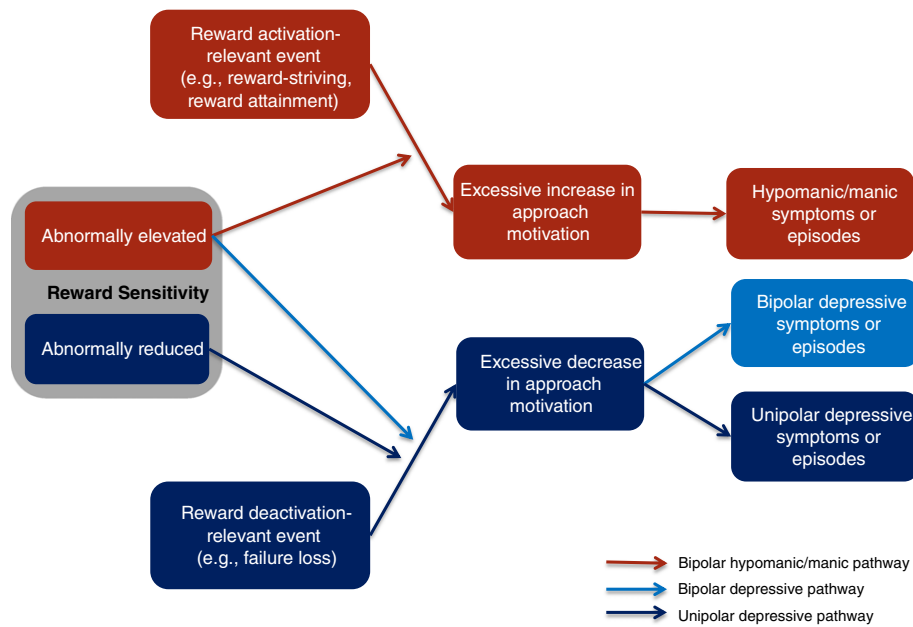 Reward activation-
relevant event
(e.g., reward-striving,
reward attainment)
Excessive increase in
approach
motivation
Hypomanic/manic
symptoms or
episodes
Abnormally elevated
Reward Sensitivity
Abnormally reduced
Bipolar depressive
symptoms or
episodes
Excessive decrease
in approach
motivation
Unipolar depressive
symptoms or
episodes
Reward deactivation-
relevant event
(e.g., failure loss)
Bipolar hypomanic/manic pathway
Bipolar depressive pathway
Unipolar depressive pathway